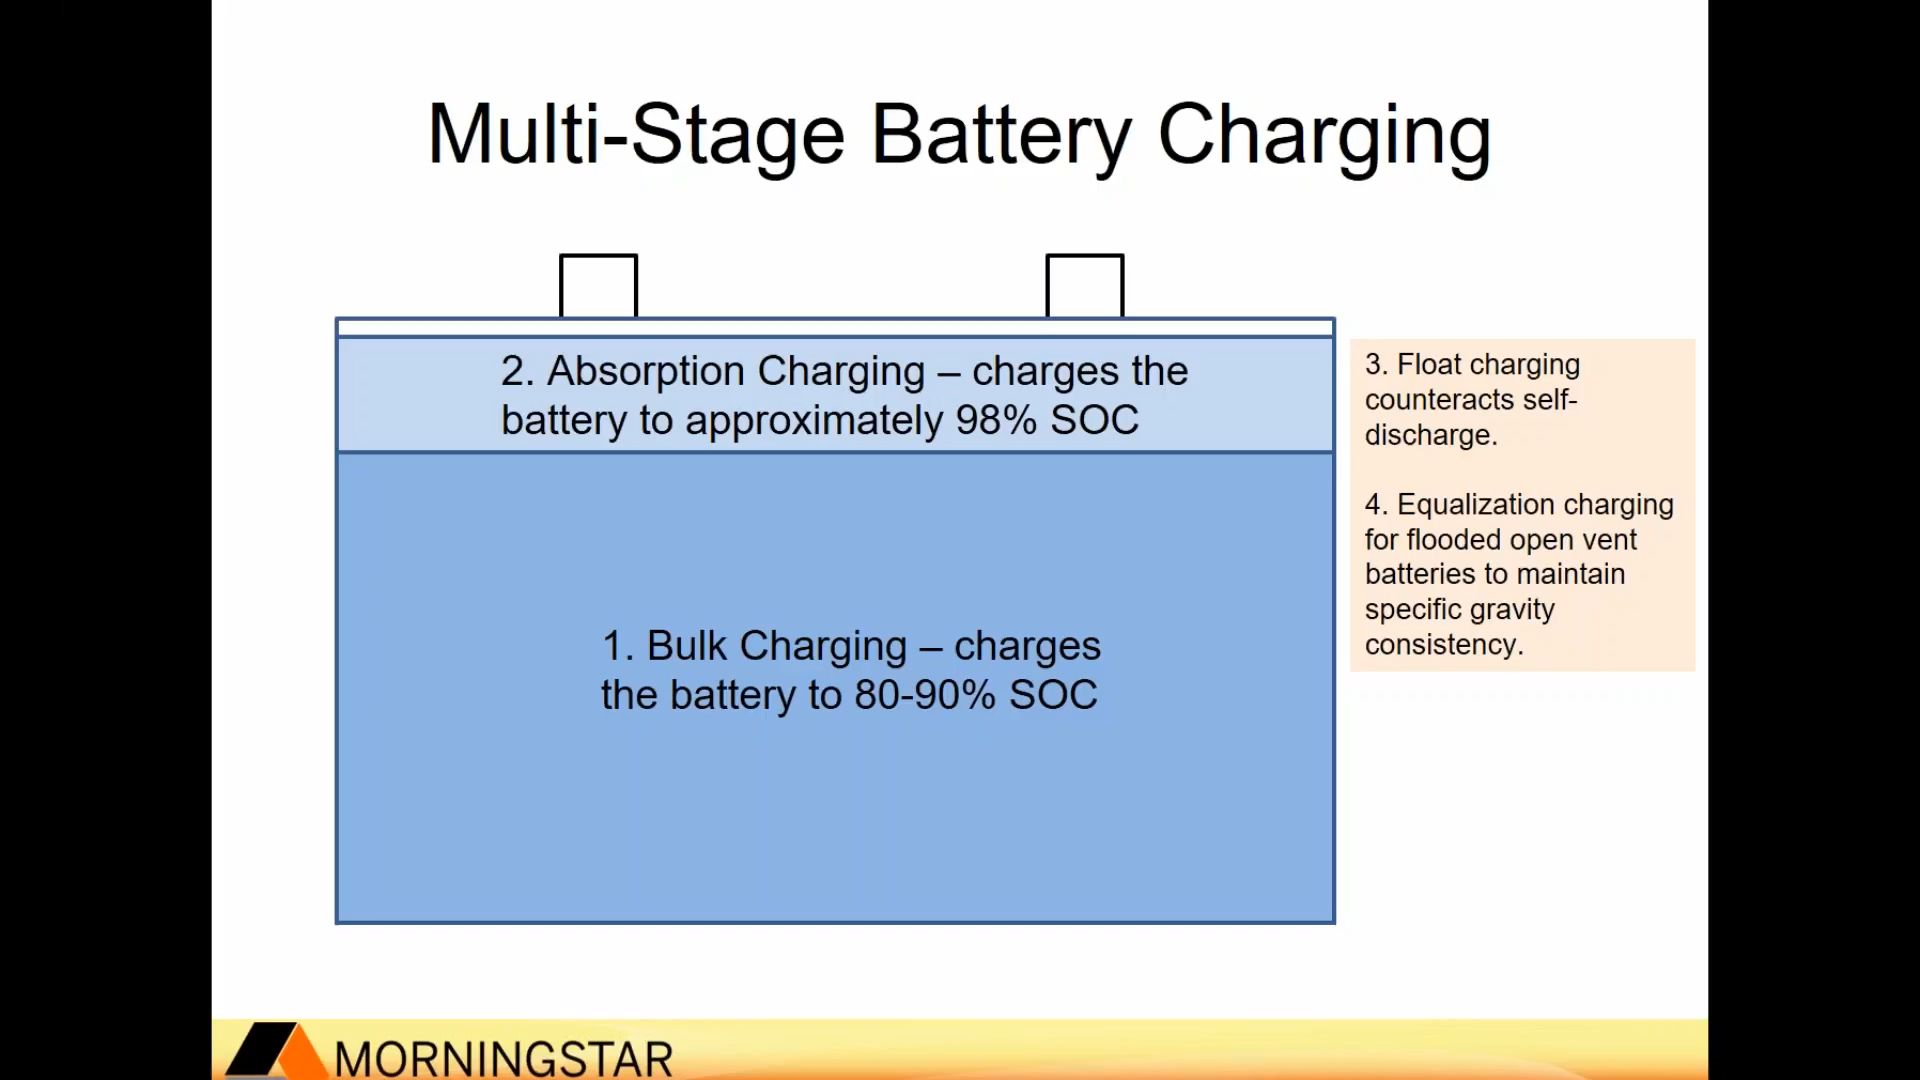 Multi-Stage Battery Charging
2. Absorption Charging – charges the
battery to approximately 98% SOC
1. Bulk Charging – charges
the battery to 80-90% SOC
3. Float charging
counteracts self-
discharge.
4. Equalization charging
for flooded open vent
batteries to maintain
specific gravity
consistency.
MORNINGSTAR